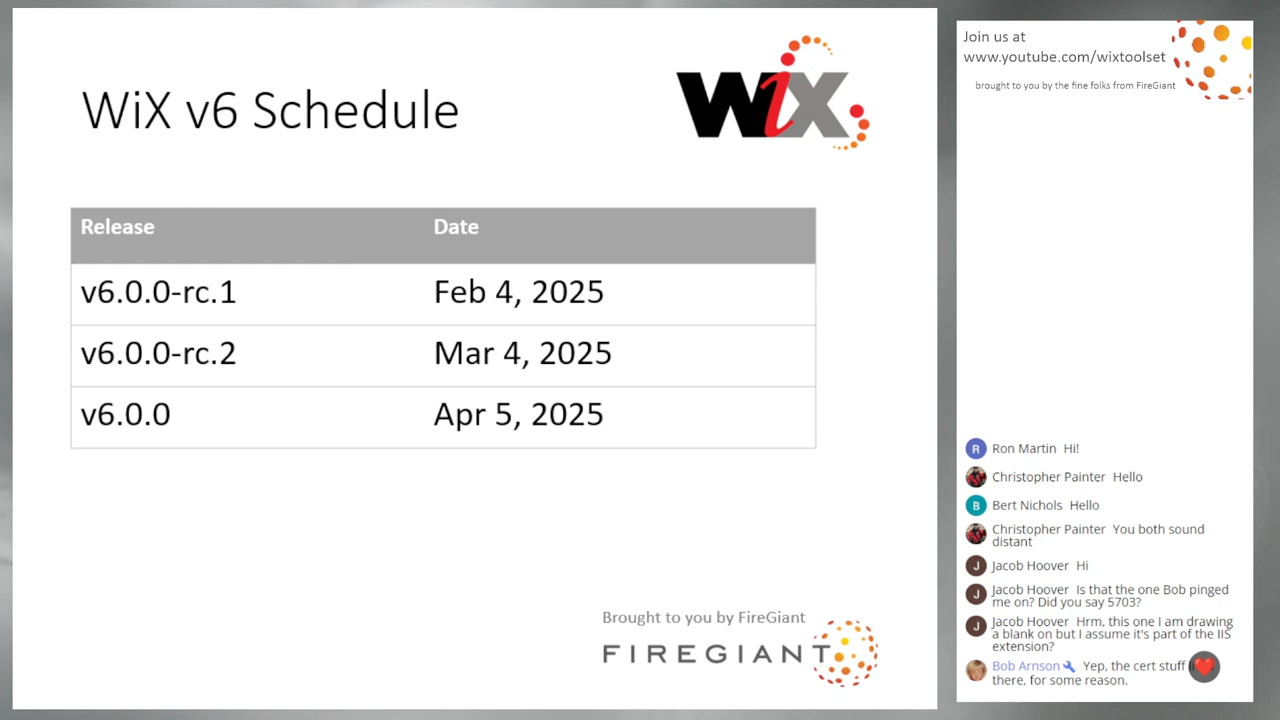 WiX v6 Schedule
WiX
Release Date
v6.0.0-rc.1 Feb 4, 2025
v6.0.0-rc.2 Mar 4, 2025
v6.0.0 Apr 5, 2025
Brought to you by FireGiant
FIREGIANT
Join us at
www.youtube.com/wixtoolset
brought to you by the fine folks from FireGiant
R Ron Martin Hi!
Christopher Painter Hello
B Bert Nichols Hello
Christopher Painter You both sound
distant
J Jacob Hoover Hi
J Jacob Hoover Is that the one Bob pinged
me on? Did you say 5703?
J Jacob Hoover Hrm, this one I am drawing
a blank on but I assume it's part of the IIS
extension?
Bob Arnson Yep, the cert stuff
there, for some reason.